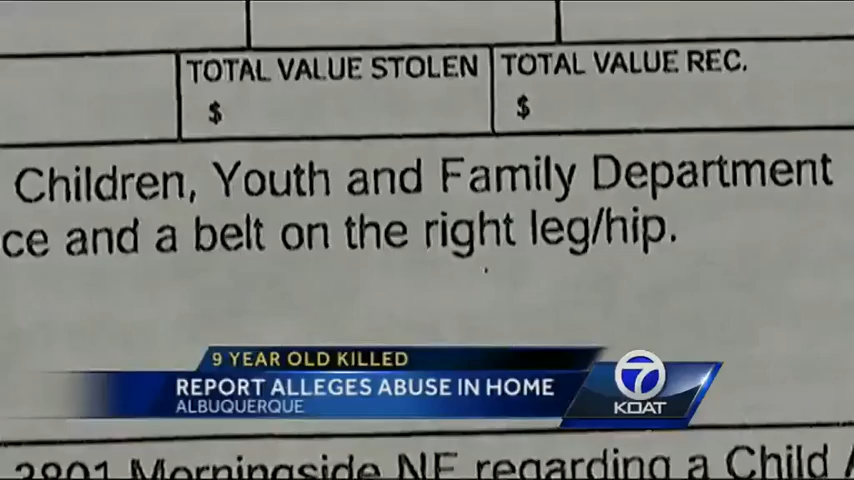 TOTAL VALUE STOLEN
TOTAL VALUE REC.
$
$
Children, Youth and Family Department
ce and a belt on the right leg/hip.
9 YEAR OLD KILLED
REPORT ALLEGES ABUSE IN HOME
ALBUQUERQUE
7
KOAT
3801 Morningside NE regarding a Child A